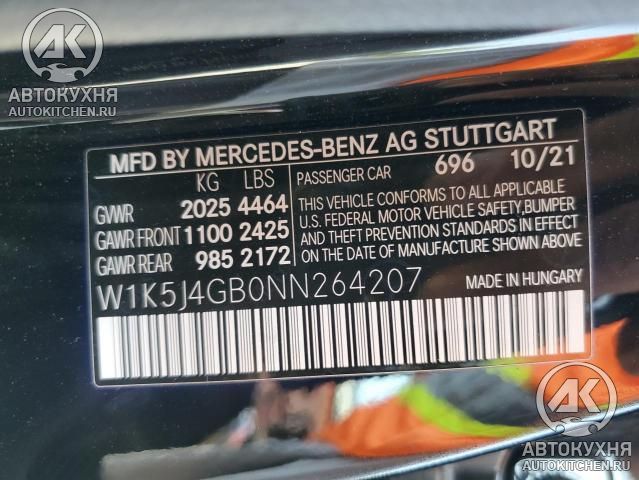 AK
АВТОКУХНЯ
AUTOKITCHEN.RU
MFD BY MERCEDES-BENZ AG STUTTGART
KG LBS PASSENGER CAR 696 10/21
GVWR 2025 4464
GAWR FRONT 1100 2425
GAWR REAR 985 2172
THIS VEHICLE CONFORMS TO ALL APPLICABLE
U.S. FEDERAL MOTOR VEHICLE SAFETY,BUMPER
AND THEFT PREVENTION STANDARDS IN EFFECT
ON THE DATE OF MANUFACTURE SHOWN ABOVE.
W1K5J4GB0NN264207 MADE IN HUNGARY
AK
АВТОКУХНЯ
AUTOKITCHEN.RU